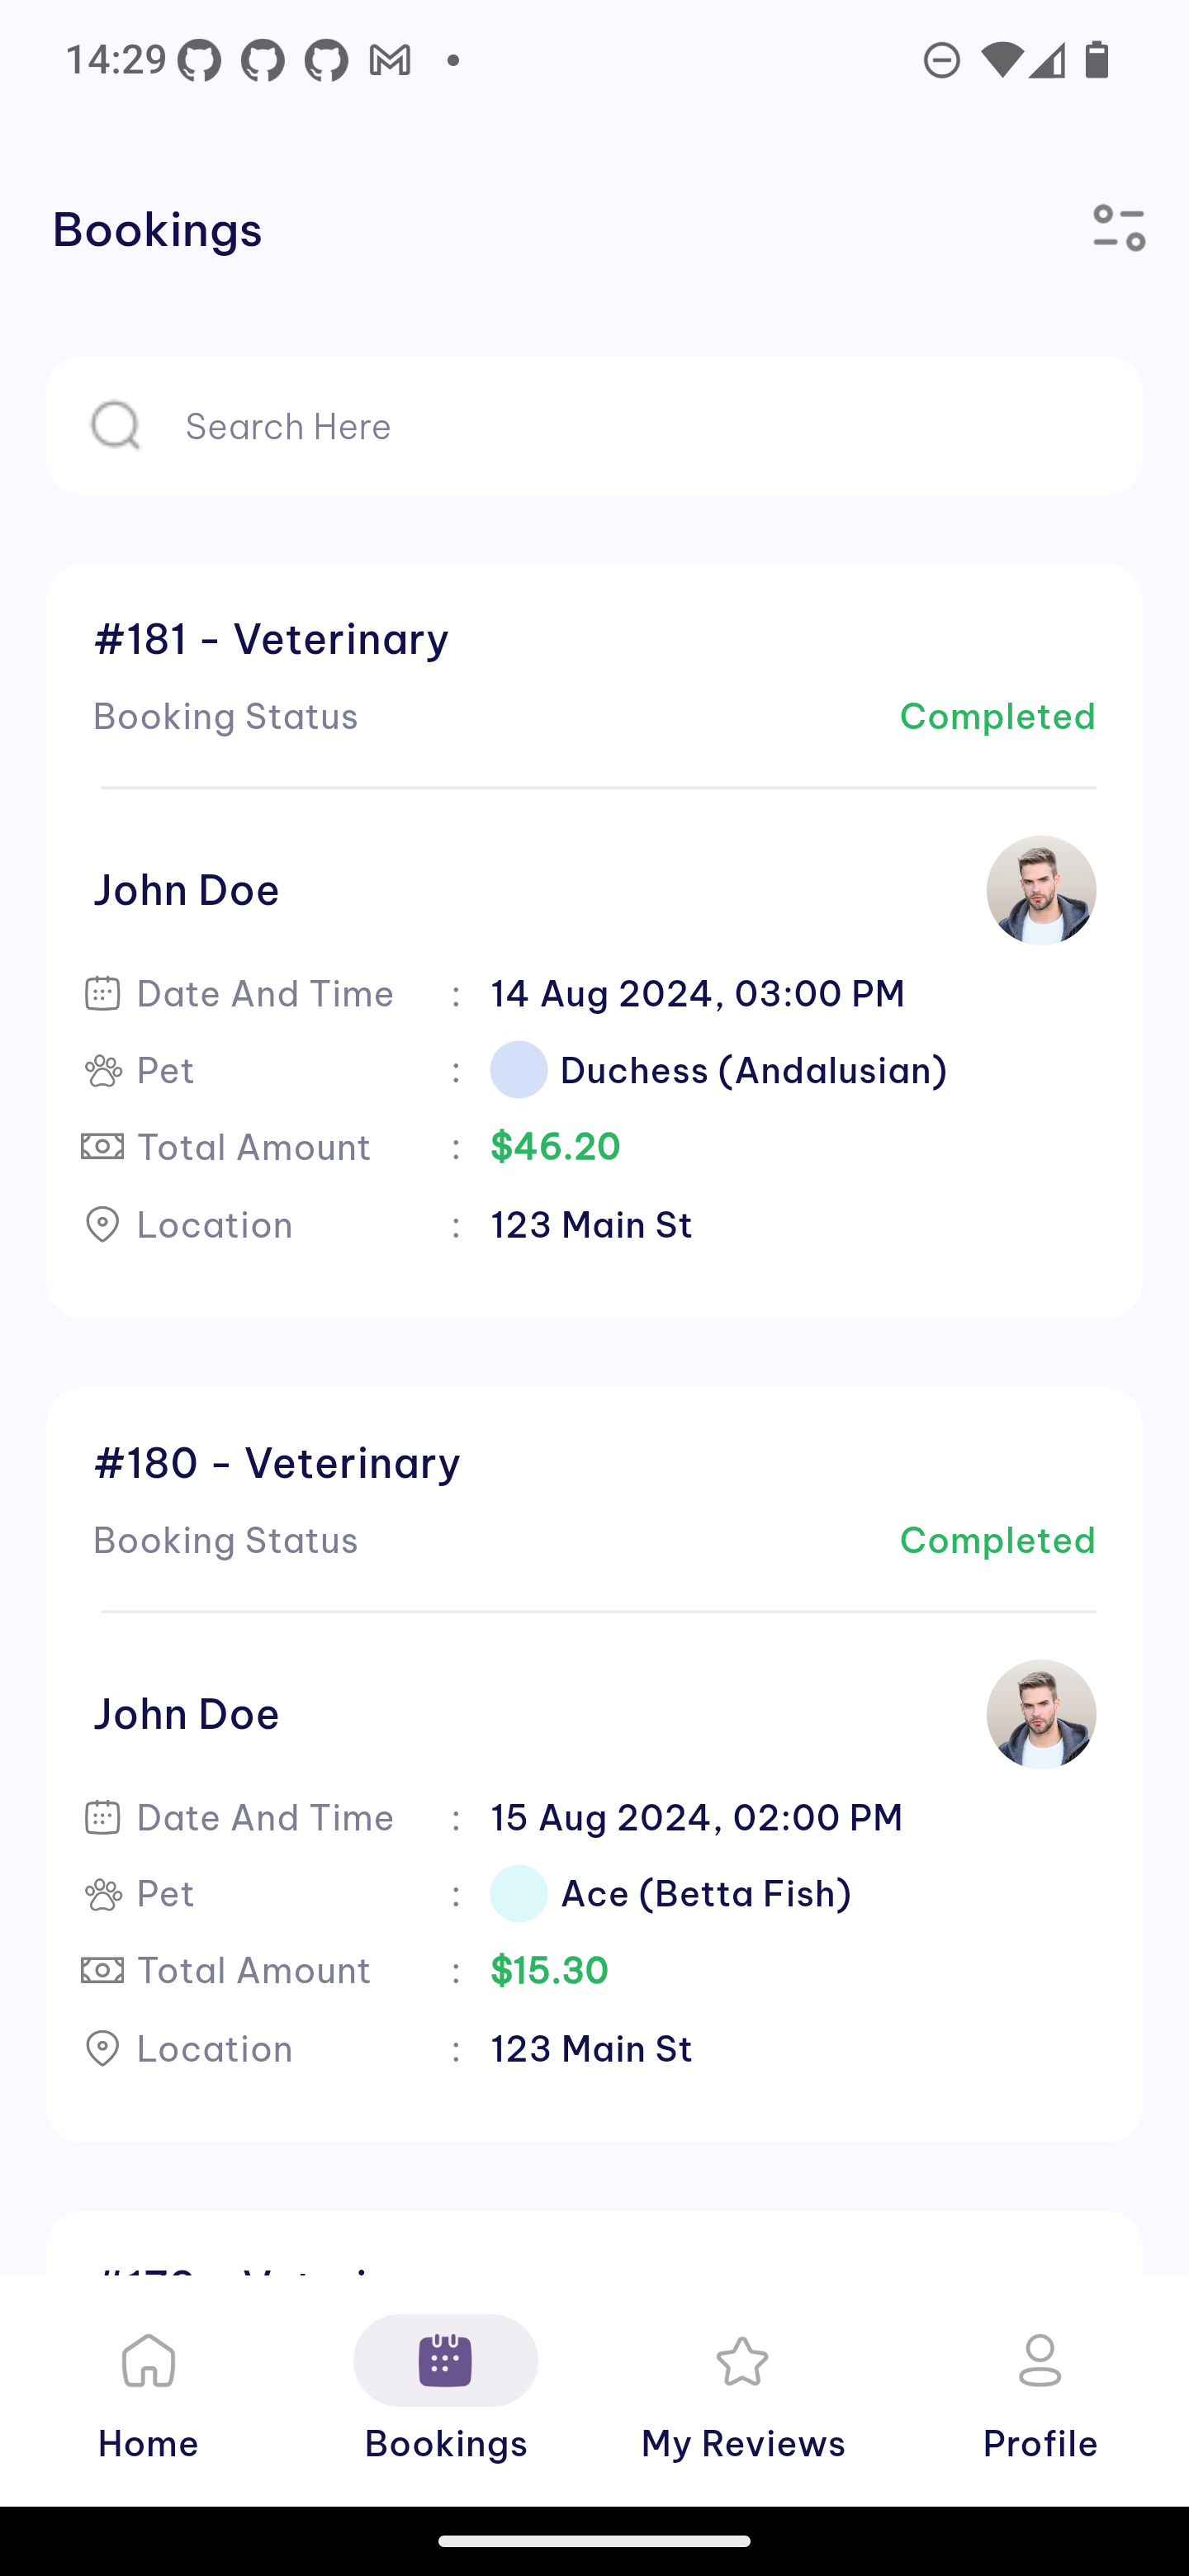 14:29
Bookings
Search Here
#181 - Veterinary
Booking Status Completed
John Doe
Date And Time : 14 Aug 2024, 03:00 PM
Pet : Duchess (Andalusian)
Total Amount : $46.20
Location : 123 Main St
#180 - Veterinary
Booking Status Completed
John Doe
Date And Time : 15 Aug 2024, 02:00 PM
Pet : Ace (Betta Fish)
Total Amount : $15.30
Location : 123 Main St
Home Bookings My Reviews Profile